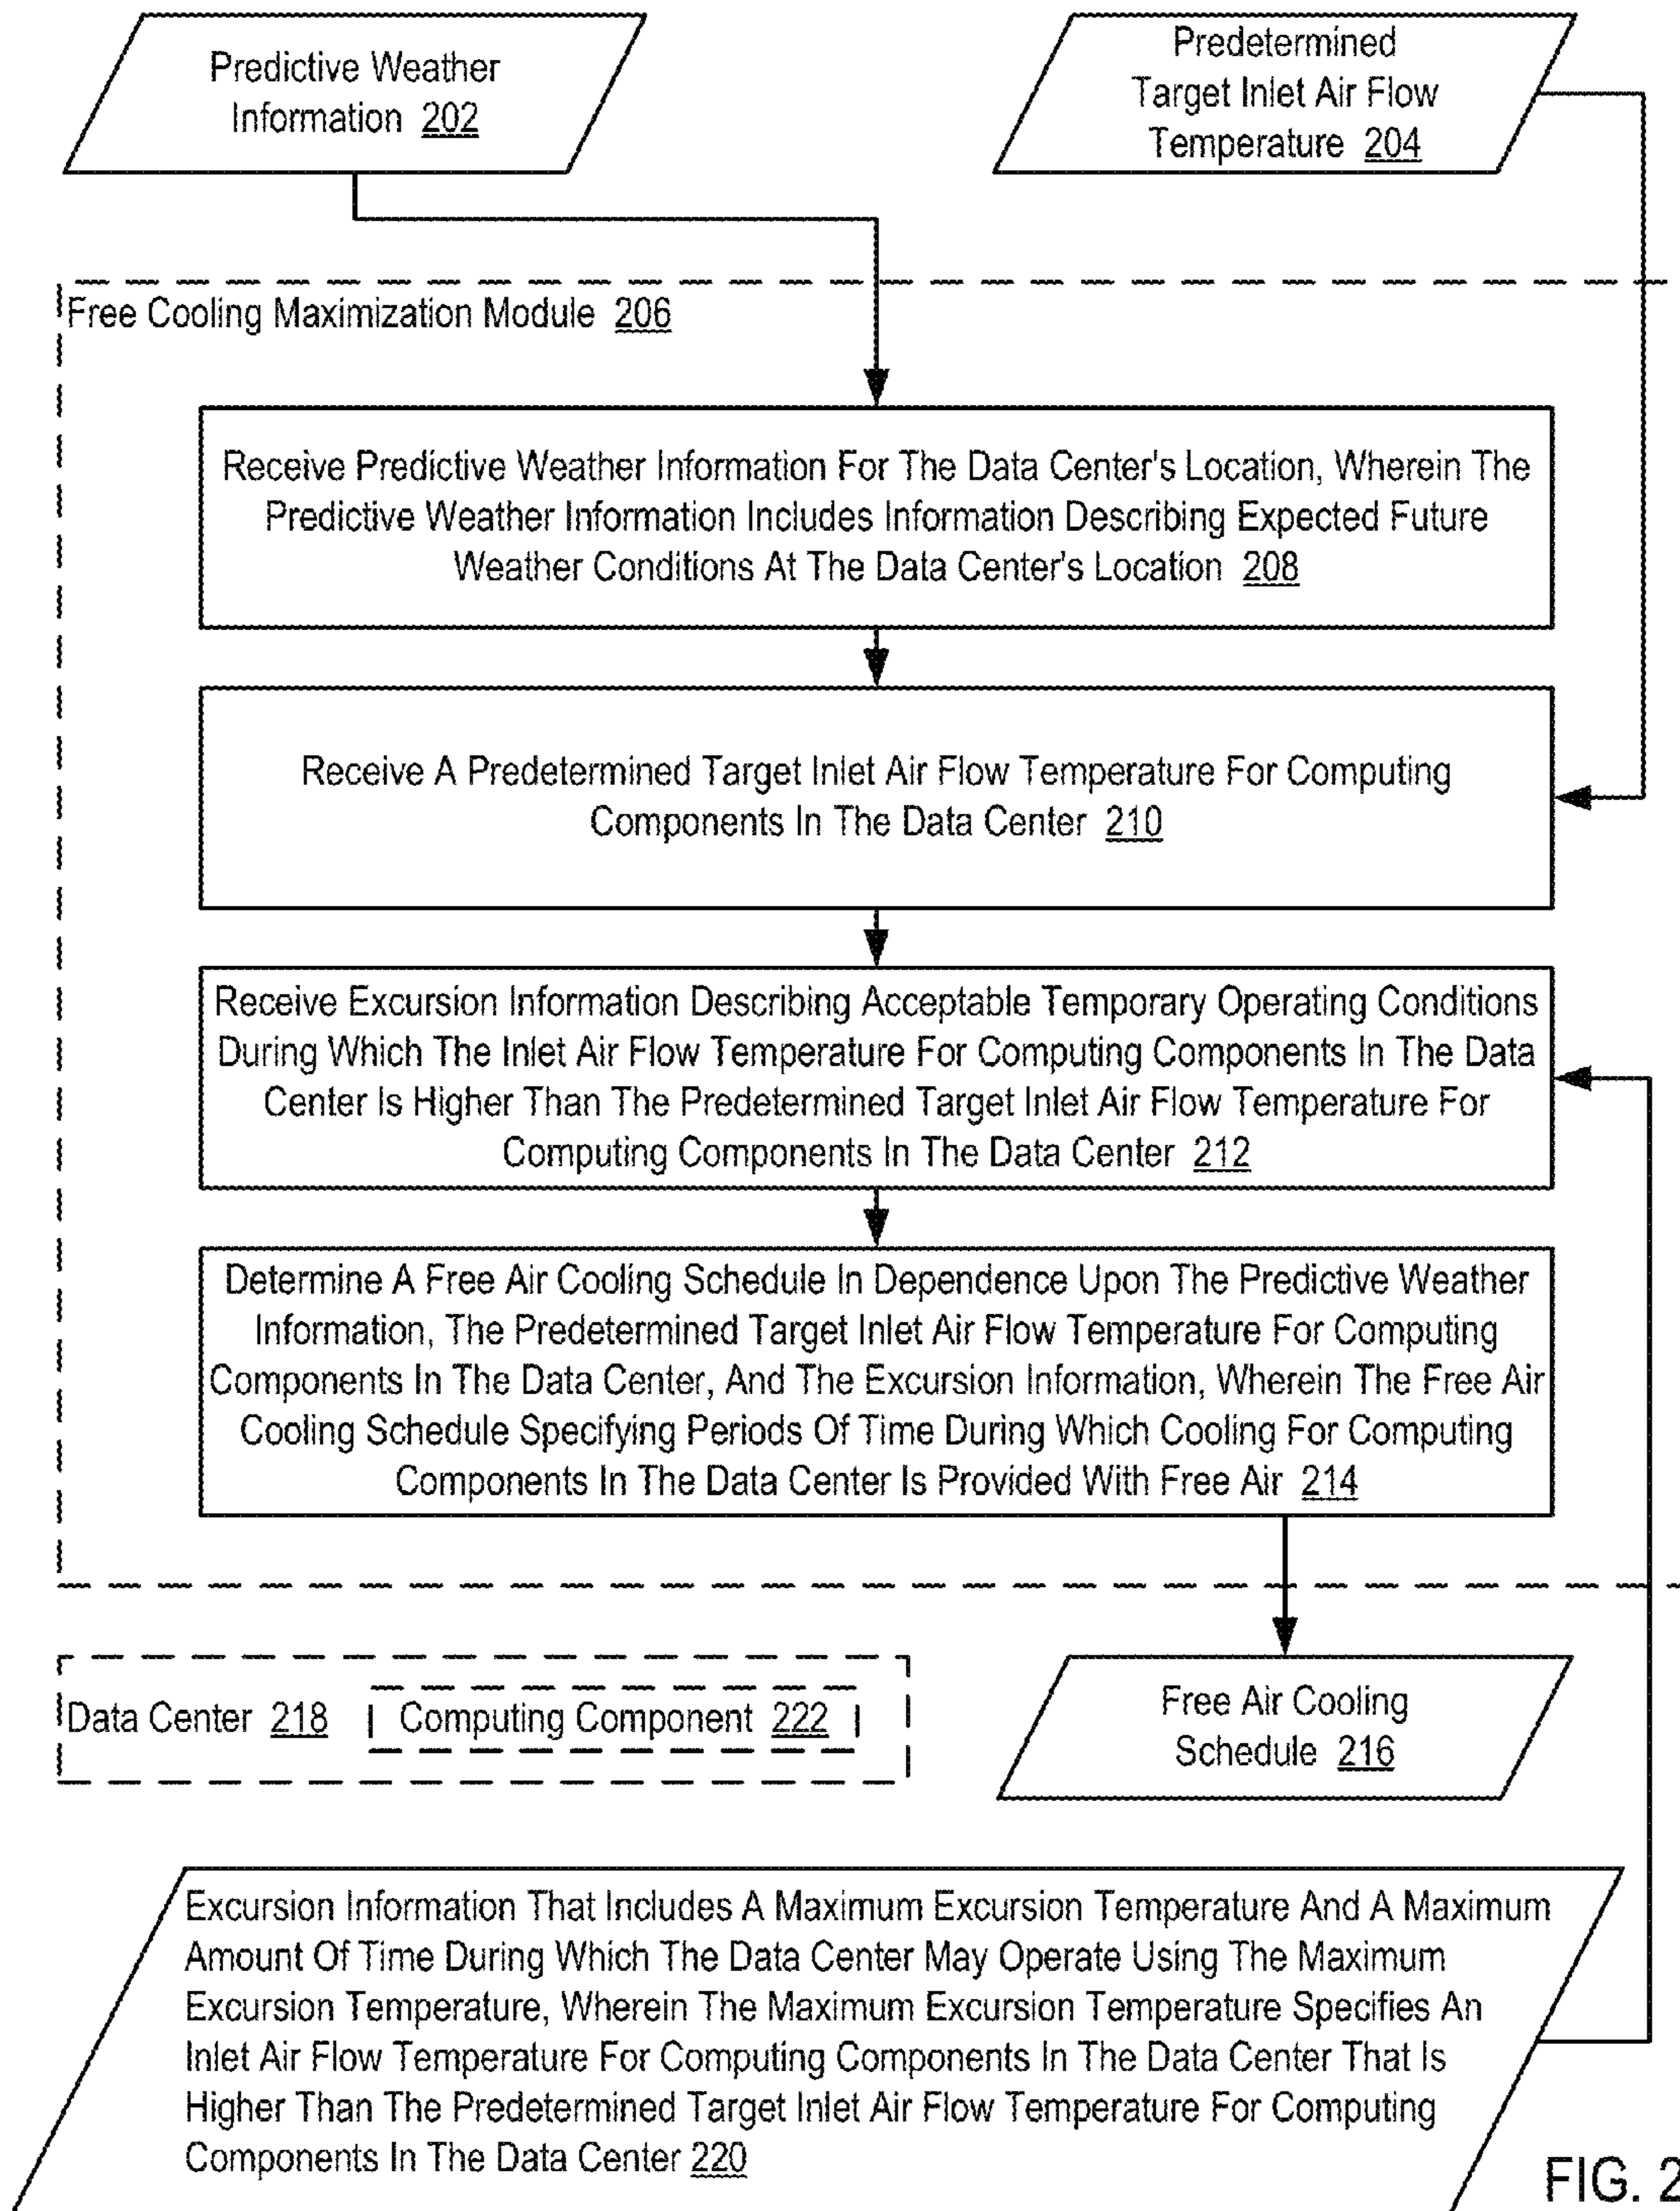 Predictive Weather
Information 202
Predetermined
Target Inlet Air Flow
Temperature 204
Free Cooling Maximization Module 206
Receive Predictive Weather Information For The Data Center's Location, Wherein The
Predictive Weather Information Includes Information Describing Expected Future
Weather Conditions At The Data Center's Location 208
Receive A Predetermined Target Inlet Air Flow Temperature For Computing
Components In The Data Center 210
Receive Excursion Information Describing Acceptable Temporary Operating Conditions
During Which The Inlet Air Flow Temperature For Computing Components In The Data
Center Is Higher Than The Predetermined Target Inlet Air Flow Temperature For
Computing Components In The Data Center 212
Determine A Free Air Cooling Schedule In Dependence Upon The Predictive Weather
Information, The Predetermined Target Inlet Air Flow Temperature For Computing
Components In The Data Center, And The Excursion Information, Wherein The Free Air
Cooling Schedule Specifying Periods Of Time During Which Cooling For Computing
Components In The Data Center Is Provided With Free Air 214
Data Center 218
Computing Component 222
Free Air Cooling
Schedule 216
Excursion Information That Includes A Maximum Excursion Temperature And A Maximum
Amount Of Time During Which The Data Center May Operate Using The Maximum
Excursion Temperature, Wherein The Maximum Excursion Temperature Specifies An
Inlet Air Flow Temperature For Computing Components In The Data Center That Is
Higher Than The Predetermined Target Inlet Air Flow Temperature For Computing
Components In The Data Center 220
FIG. 2